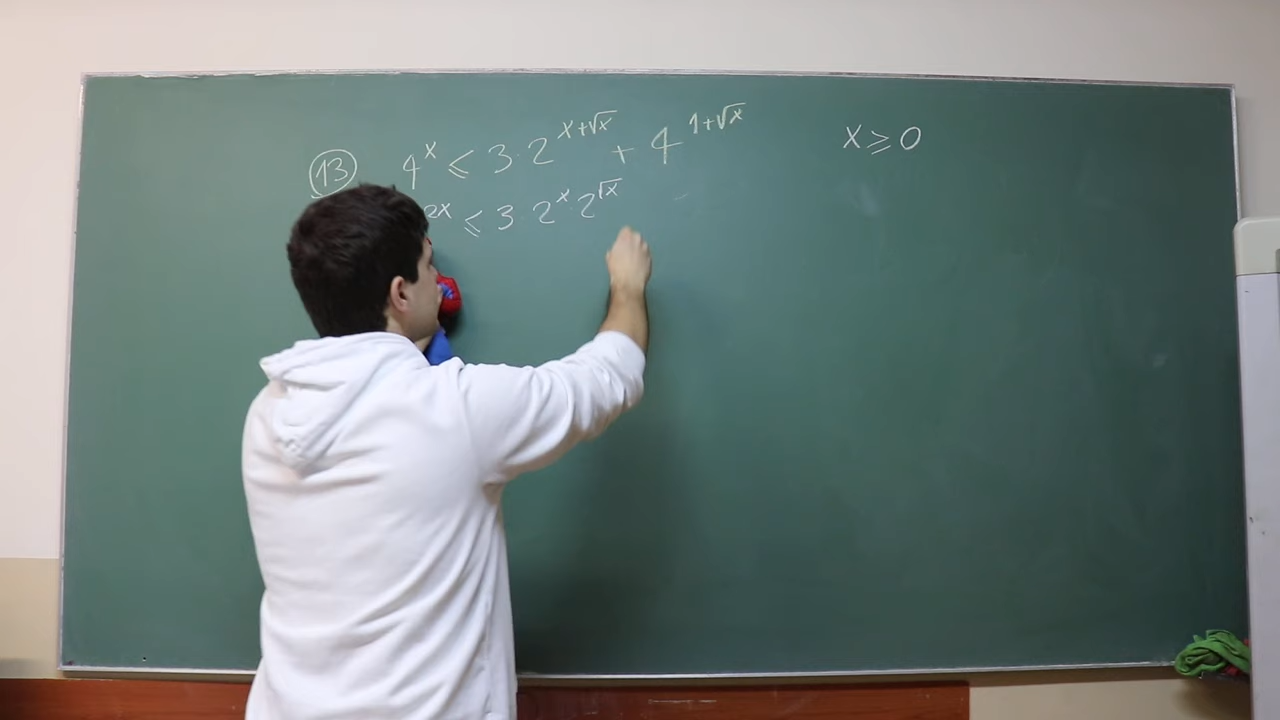 ⑬ 4^x ≤ 3·2^{x+√x} + 4^{1+√x} x ≥ 0
2x ≤ 3·2^x·2^{√x}